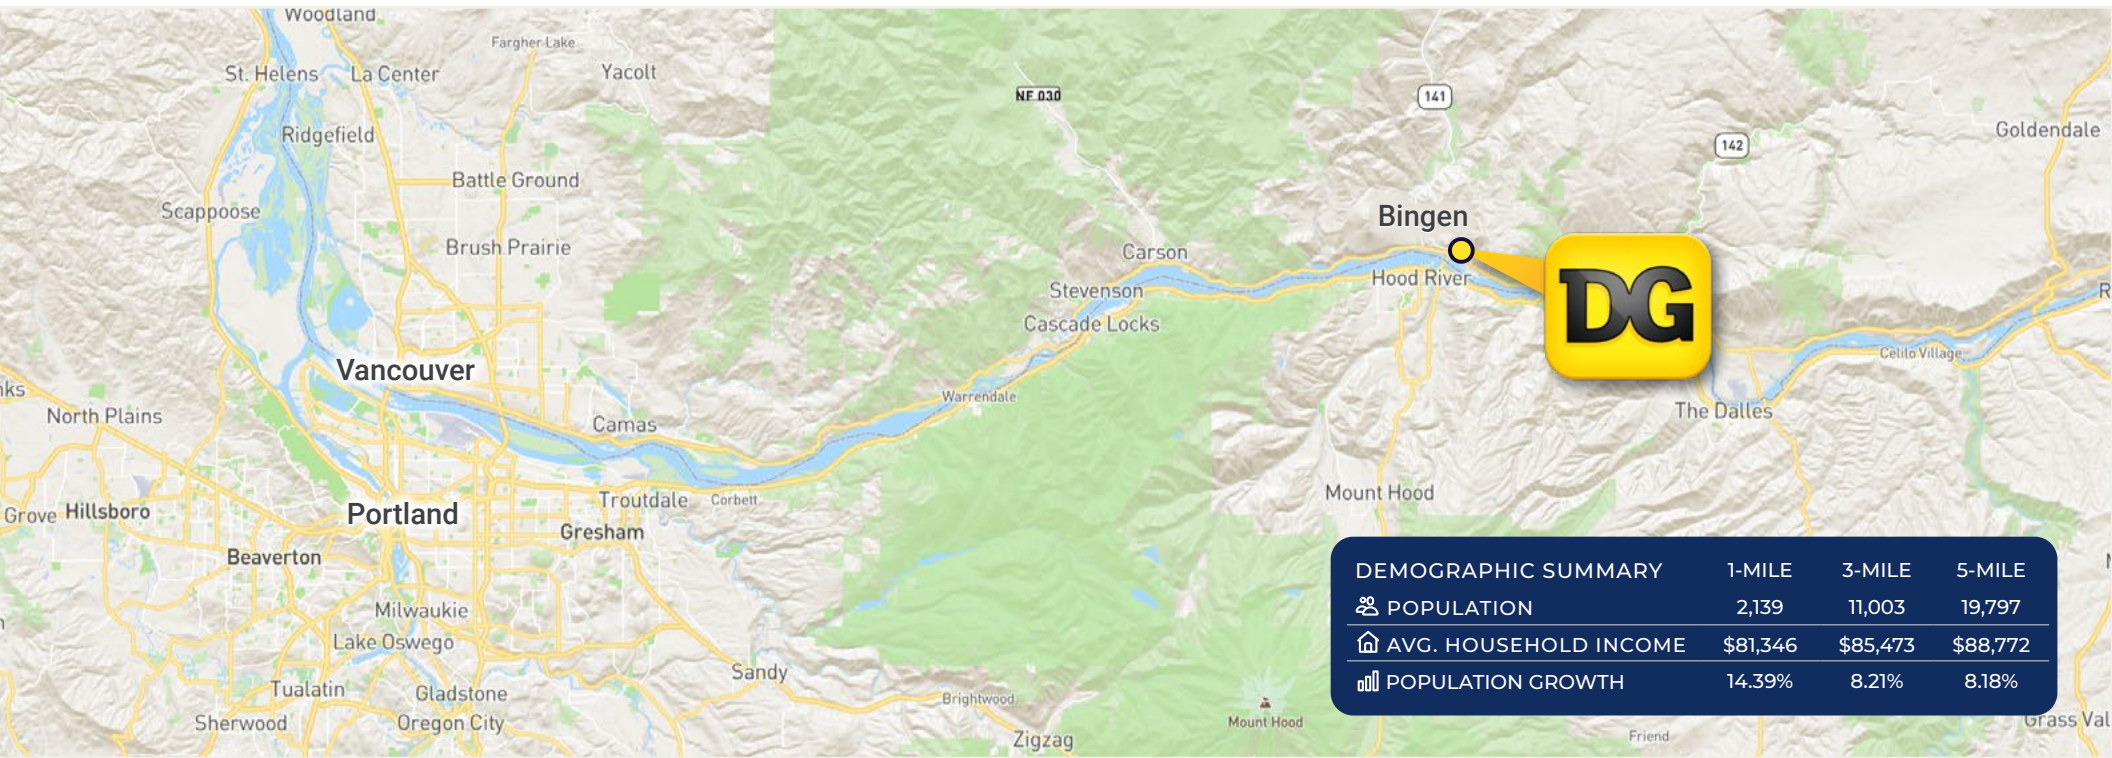 Woodland
Fargher Lake
St. Helens
La Center
Yacolt
NF 030
141
Ridgefield
142
Goldendale
Battle Ground
Scappoose
Bingen
Brush Prairie
Carson
Hood River
Stevenson
DG
Cascade Locks
Celilo Village
Vancouver
Warrendale
North Plains
The Dalles
Camas
Mount Hood
Troutdale
Corbett
Grove
Hillsboro
Portland
Gresham
Beaverton
Milwaukie
Lake Oswego
Sandy
Tualatin
Gladstone
Brightwood
Sherwood
Oregon City
Mount Hood
Zigzag
Friend
Grass Val
DEMOGRAPHIC SUMMARY 1-MILE 3-MILE 5-MILE
POPULATION 2,139 11,003 19,797
AVG. HOUSEHOLD INCOME $81,346 $85,473 $88,772
POPULATION GROWTH 14.39% 8.21% 8.18%